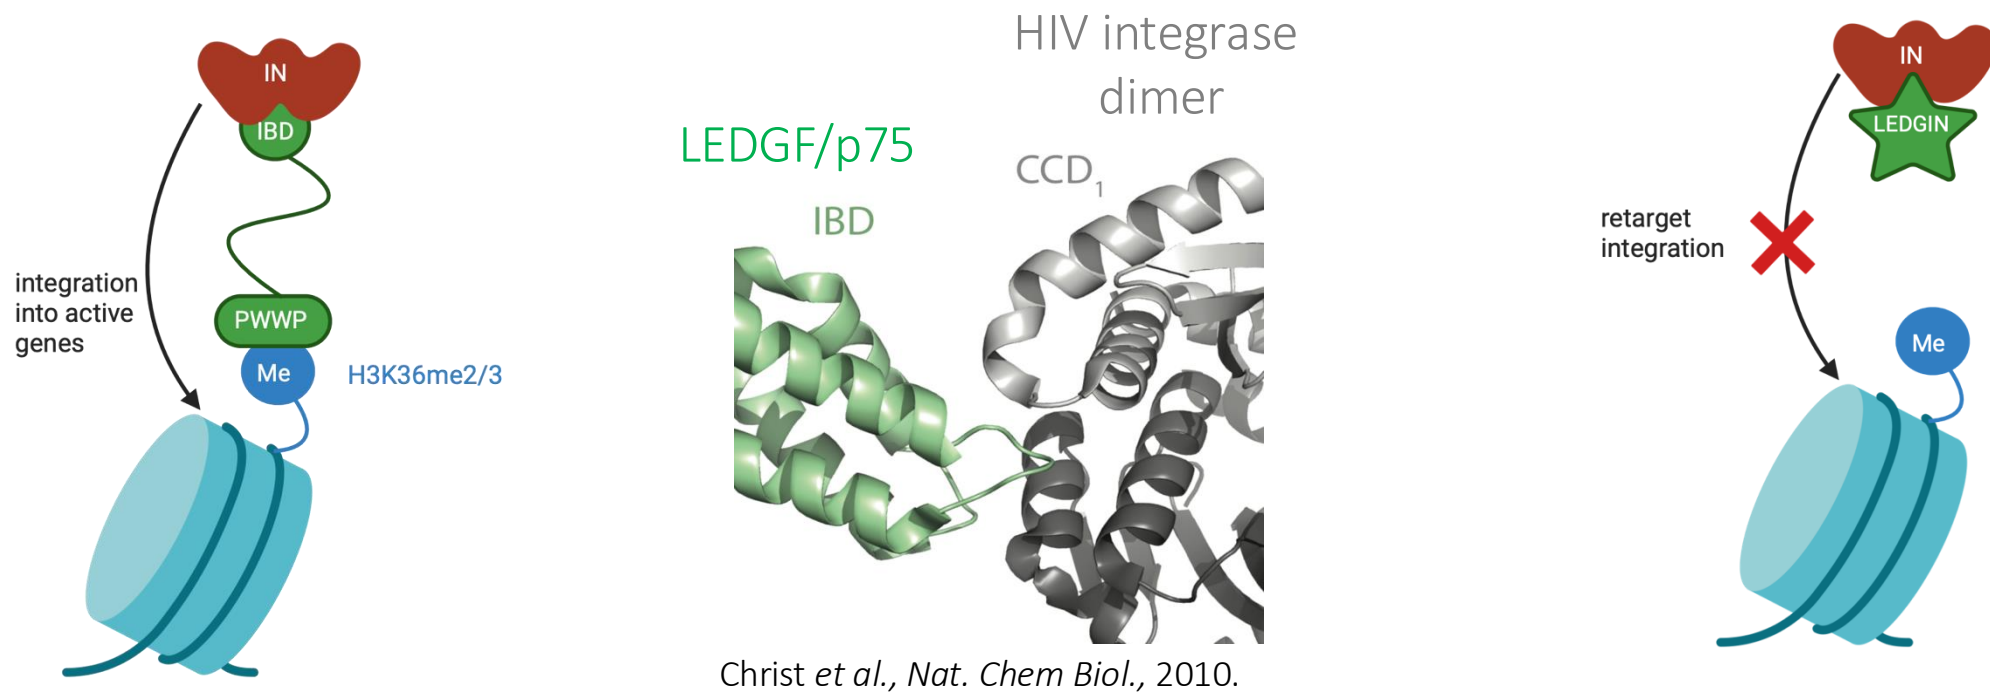 IN
IBD
integration
into active
genes
PWWP
Me
H3K36me2/3
HIV integrase
dimer
LEDGF/p75
CCD1
IBD
Christ et al., Nat. Chem Biol., 2010.
IN
LEDGIN
retarget
integration
Me